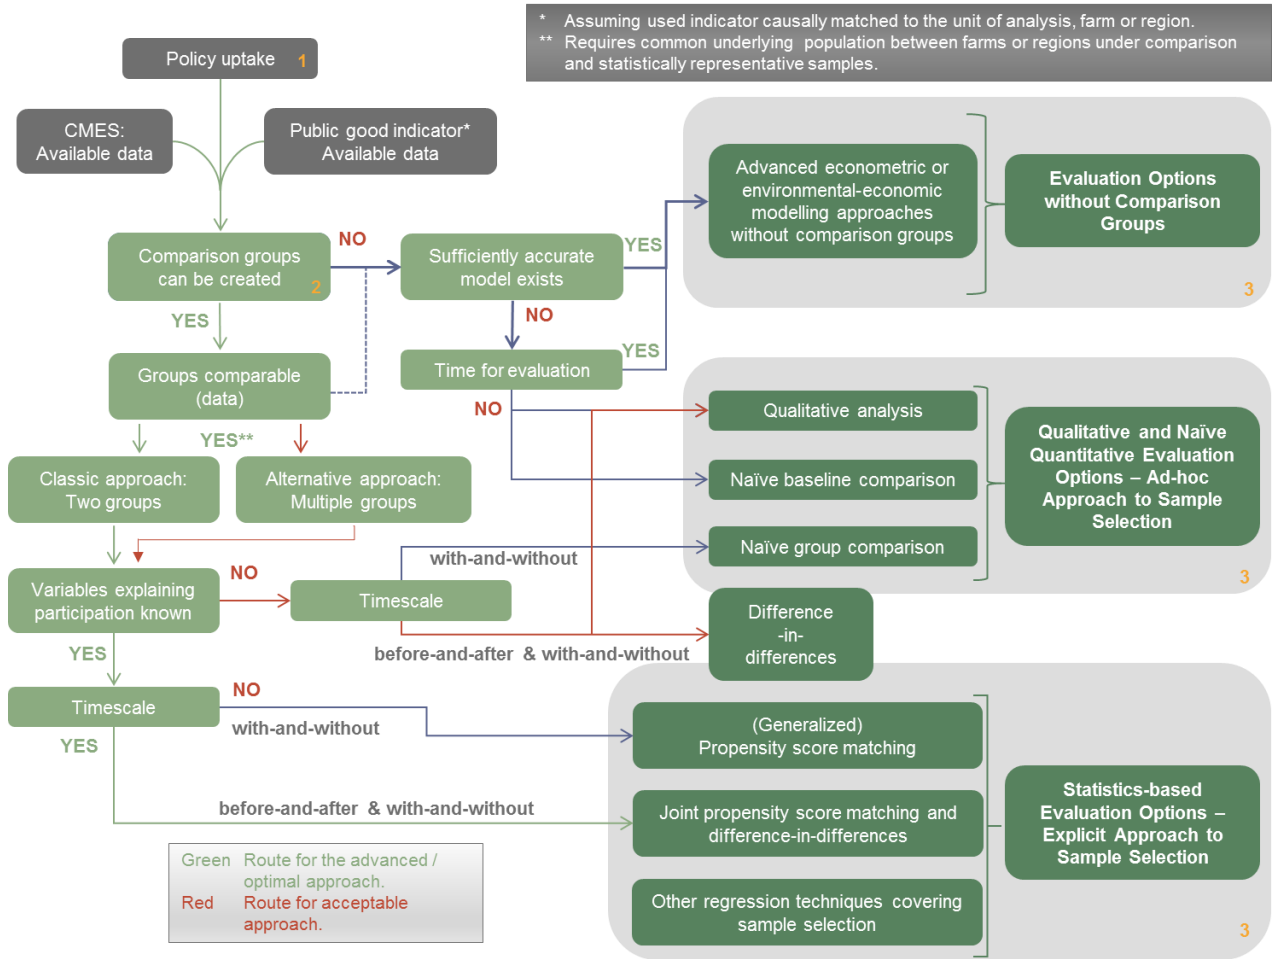 * Assuming used indicator causally matched to the unit of analysis, farm or region.
** Requires common underlying population between farms or regions under comparison
and statistically representative samples.
Policy uptake 1
CMES:
Available data
Public good indicator*
Available data
Comparison groups
can be created
2
NO
Sufficiently accurate
model exists
YES
Advanced econometric or
environmental-economic
modelling approaches
without comparison groups
Evaluation Options
without Comparison
Groups
3
YES
NO
Groups comparable
(data)
Time for evaluation
YES
NO
YES**
Qualitative analysis
Naïve baseline comparison
Naïve group comparison
Qualitative and Naïve
Quantitative Evaluation
Options – Ad-hoc
Approach to Sample
Selection
3
Classic approach:
Two groups
Alternative approach:
Multiple groups
Variables explaining
participation known
NO
Timescale
with-and-without
before-and-after & with-and-without
Difference
-in-
differences
YES
Timescale
NO
with-and-without
YES
before-and-after & with-and-without
(Generalized)
Propensity score matching
Joint propensity score matching and
difference-in-differences
Other regression techniques covering
sample selection
Statistics-based
Evaluation Options –
Explicit Approach to
Sample Selection
3
Green Route for the advanced /
optimal approach.
Red Route for acceptable
approach.